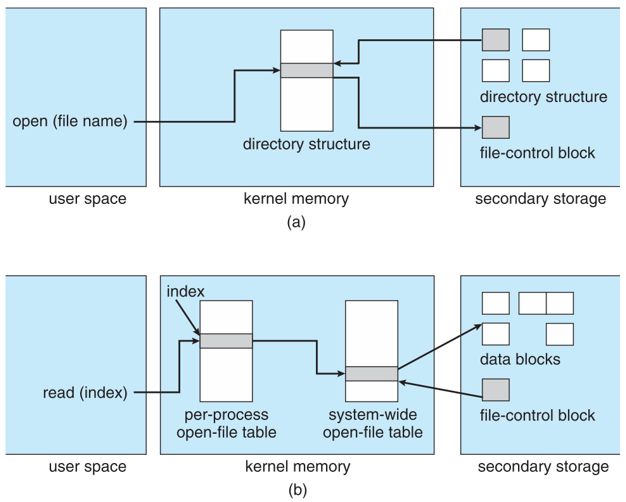 open (file name)
directory structure
directory structure
file-control block
user space
kernel memory
secondary storage
(a)
index
read (index)
per-process
open-file table
system-wide
open-file table
data blocks
file-control block
user space
kernel memory
secondary storage
(b)